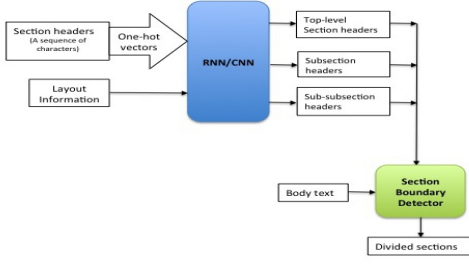 Section headers
(A sequence of
characters)
One-hot
vectors
Layout
Information
RNN/CNN
Top-level
Section headers
Subsection
headers
Sub-subsection
headers
Body text
Section
Boundary
Detector
Divided sections